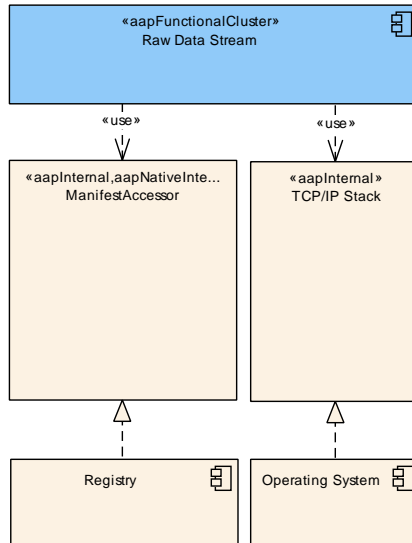 «aapFunctionalCluster»
Raw Data Stream
«use»
«use»
«aapInternal,aapNativeInte...
ManifestAccessor
«aapInternal»
TCP/IP Stack
Registry
Operating System